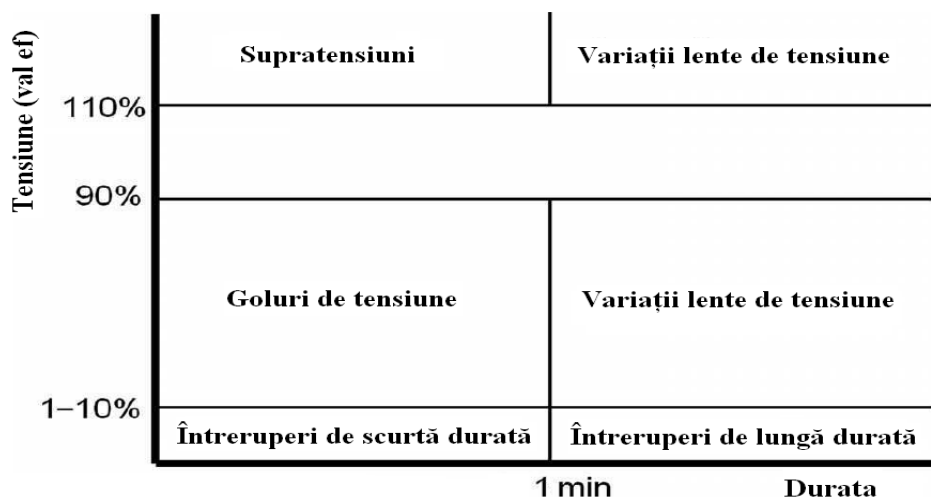 Tensiune (val ef)
Supratensiuni
Variații lente de tensiune
110%
90%
Goluri de tensiune
Variații lente de tensiune
1–10%
Întreruperi de scurtă durată
Întreruperi de lungă durată
1 min
Durata